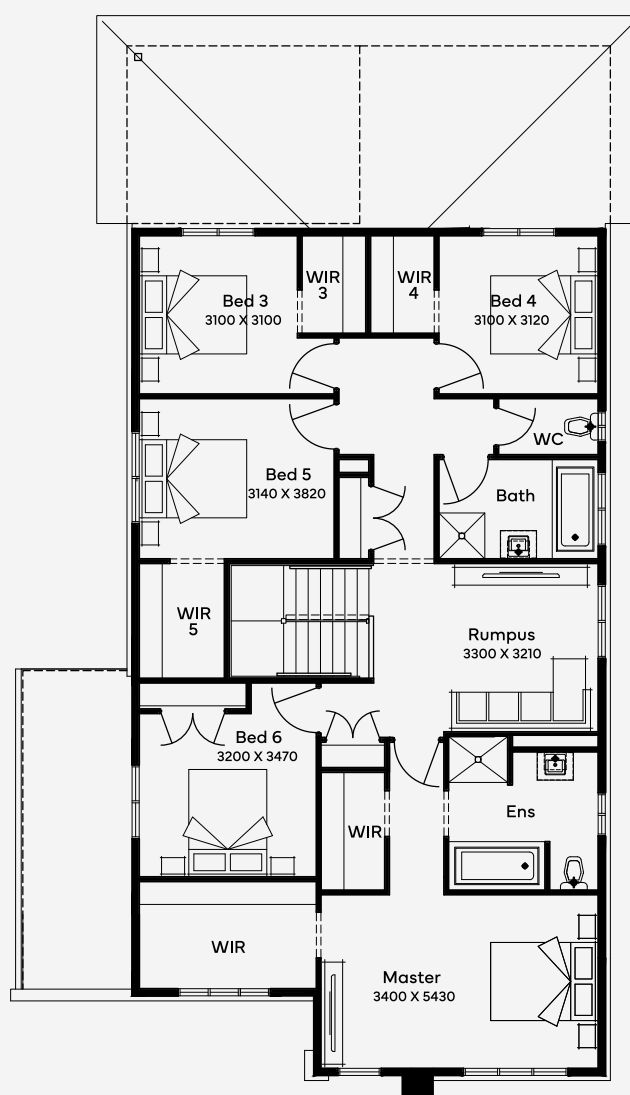 WIR
3
WIR
4
Bed 3
3100 X 3100
Bed 4
3100 X 3120
WC
Bed 5
3140 X 3820
Bath
WIR
5
Rumpus
3300 X 3210
Bed 6
3200 X 3470
WIR
Ens
WIR
Master
3400 X 5430